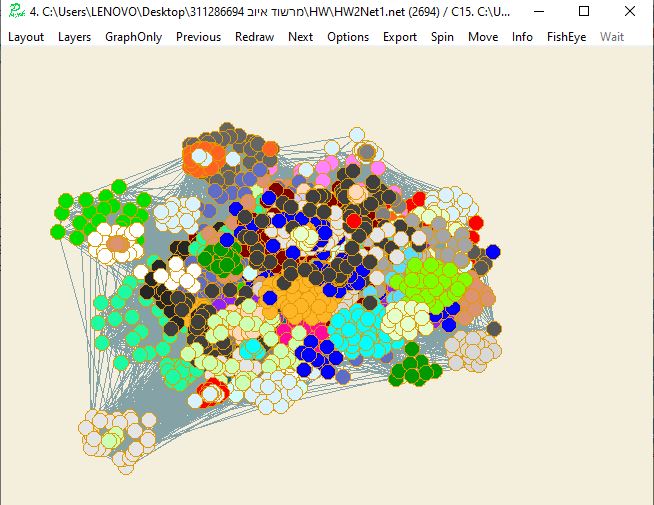 4. C:\Users\LENOVO\Desktop\311286694 מרשוד איוב\HW\HW2Net1.net (2694) / C15. C:\U...
Layout Layers GraphOnly Previous Redraw Next Options Export Spin Move Info FishEye Wait